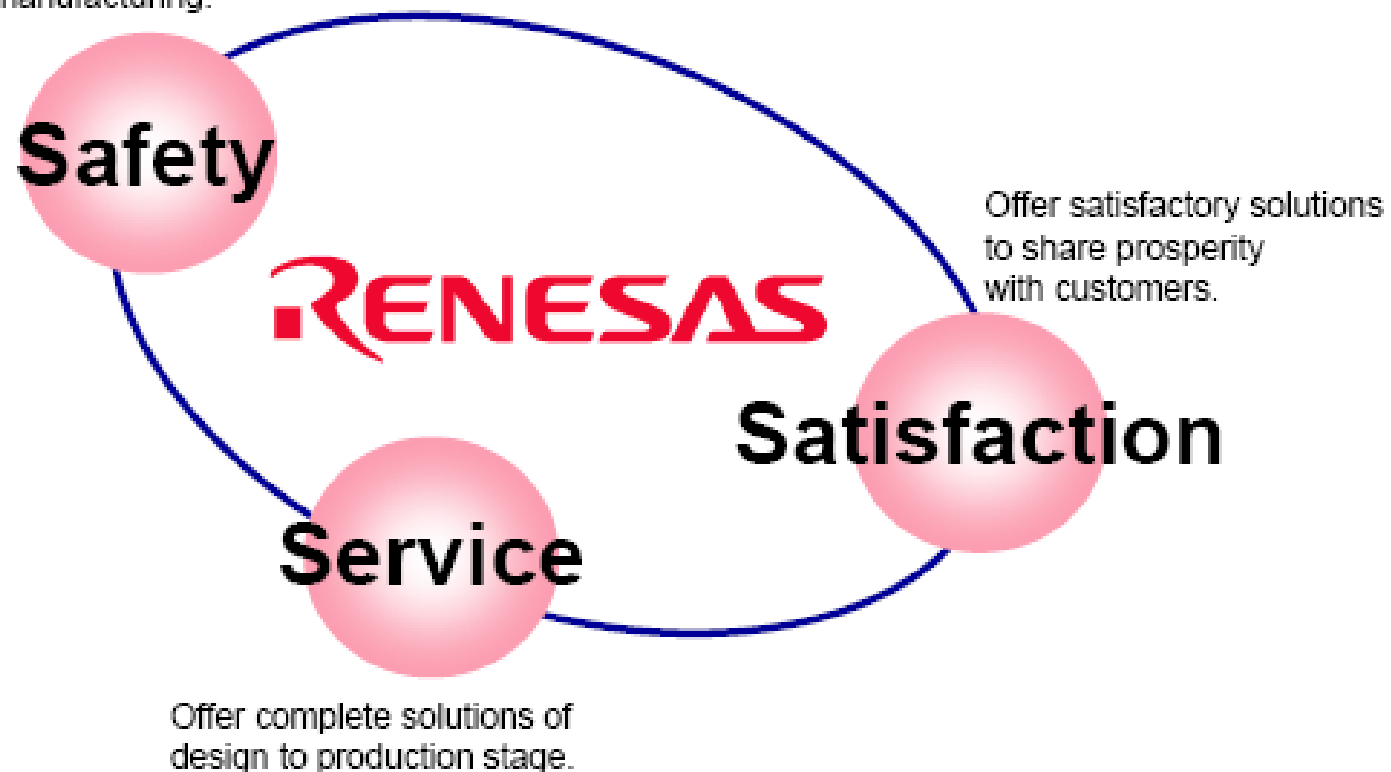 manufacturing.
Safety
Offer satisfactory solutions
to share prosperity
with customers.
RENESAS
Satisfaction
Service
Offer complete solutions of
design to production stage.